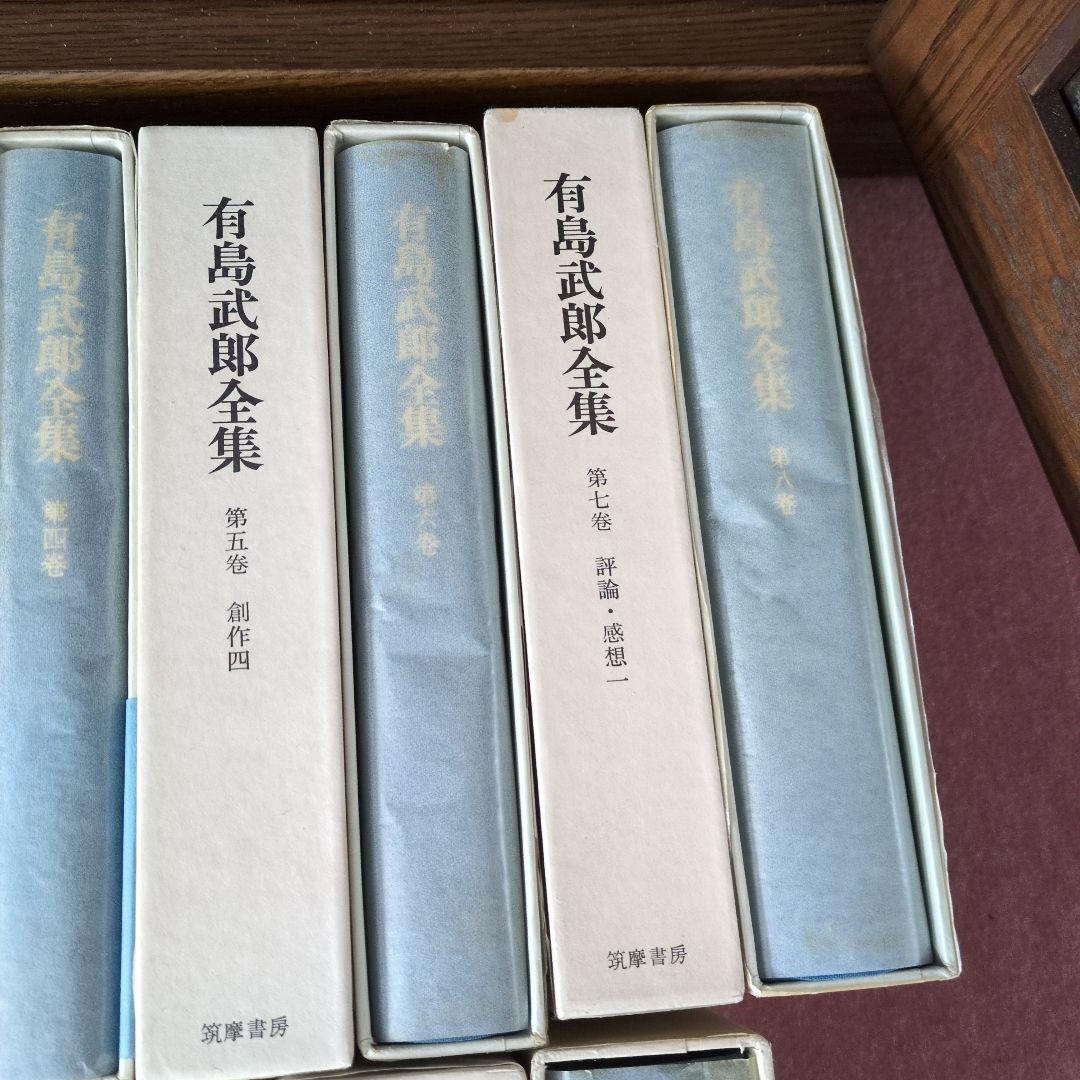 有島武郎全集
第四巻
有島武郎全集
第五巻 創作四
筑摩書房
有島武郎全集
第六巻
有島武郎全集
第七巻 評論・感想一
筑摩書房
有島武郎全集
第八巻